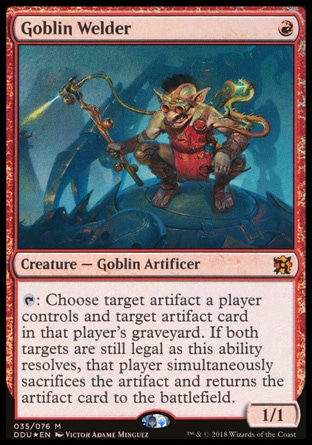 Goblin Welder
Creature — Goblin Artificer
: Choose target artifact a player
controls and target artifact card
in that player's graveyard. If both
targets are still legal as this ability
resolves, that player simultaneously
sacrifices the artifact and returns the
artifact card to the battlefield.
1/1
035/076 M
DDU★EN Victor Adame Minguez
™ & © 2018 Wizards of the Coast